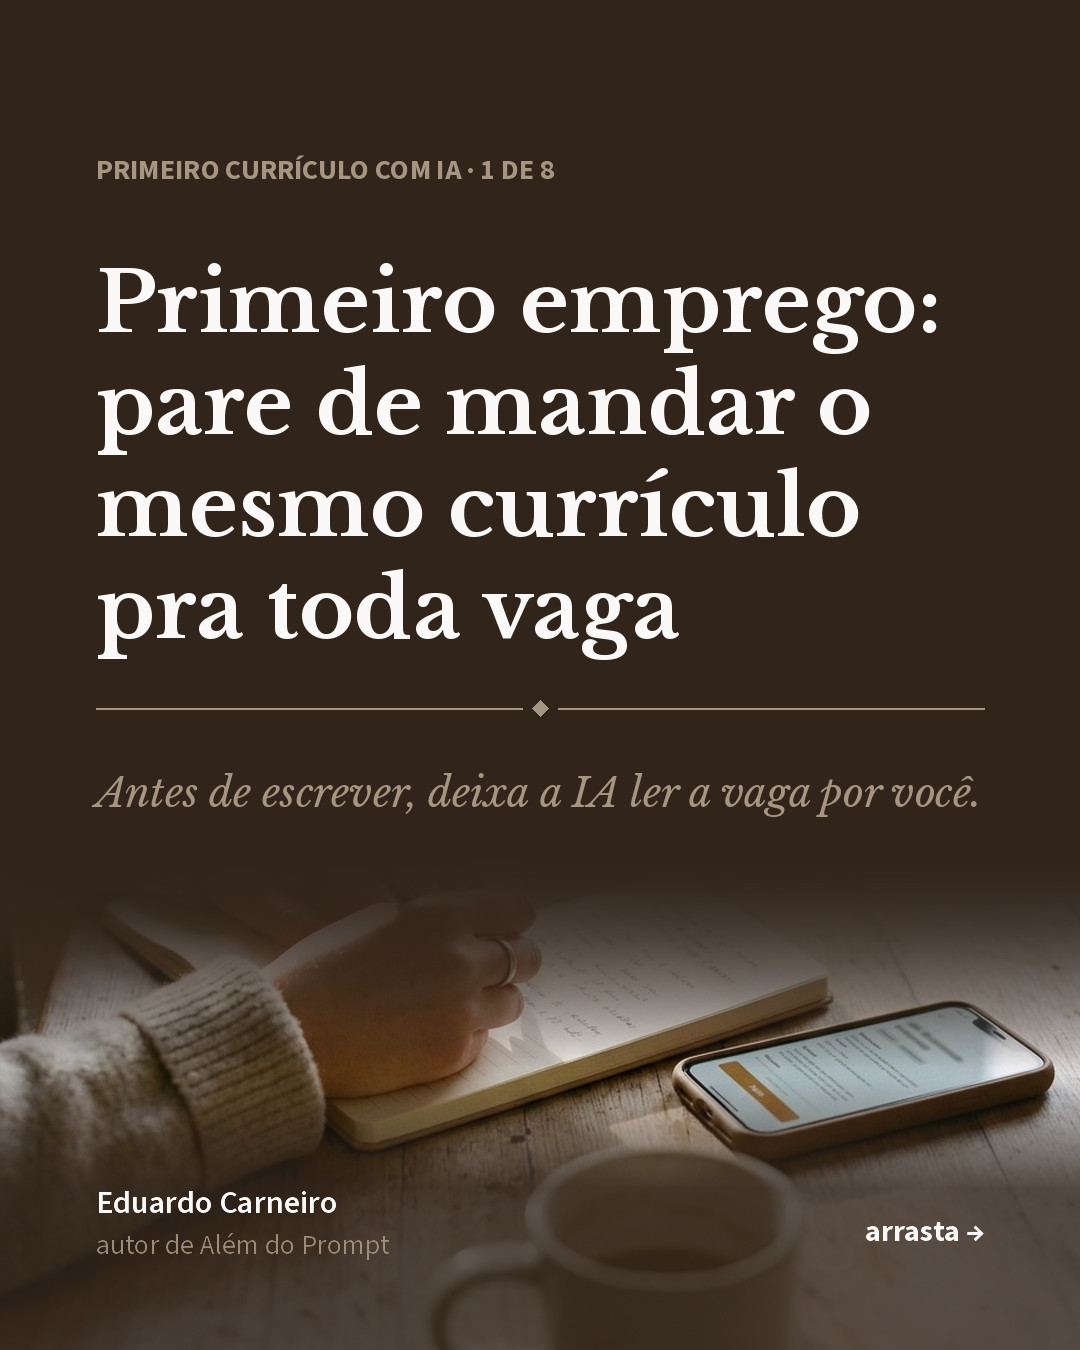 PRIMEIRO CURRÍCULO COM IA · 1 DE 8
Primeiro emprego:
pare de mandar o
mesmo currículo
pra toda vaga
Antes de escrever, deixa a IA ler a vaga por você.
Eduardo Carneiro
autor de Além do Prompt
arrasta →